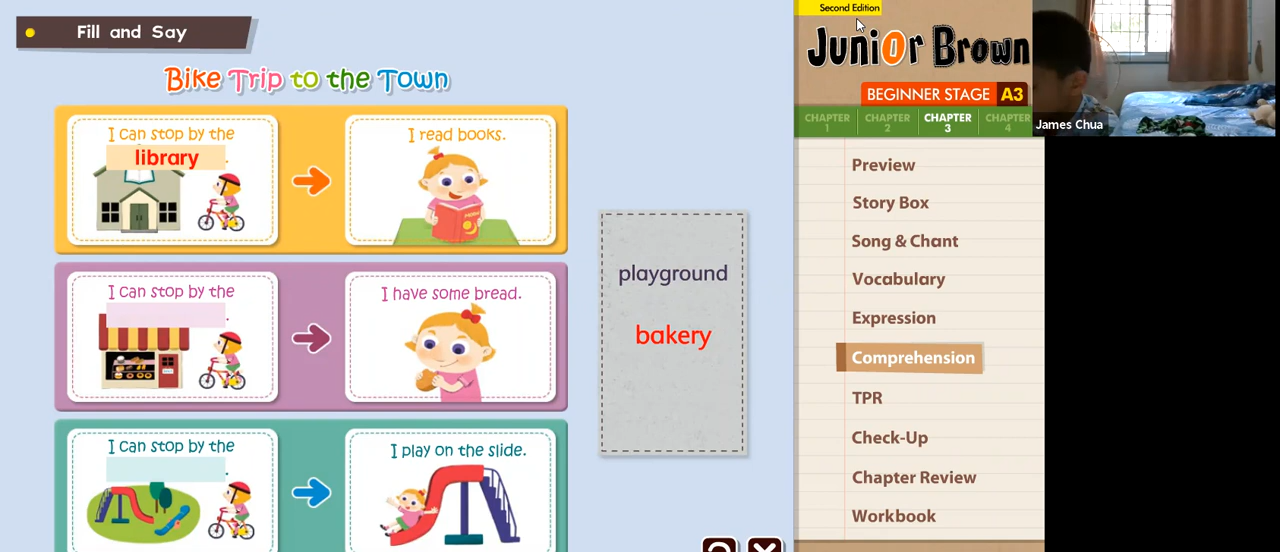 Fill and Say
Bike Trip to the Town
I can stop by the
library.
I read books.
I can stop by the
.
I have some bread.
I can stop by the
.
I play on the slide.
playground
bakery
Second Edition
Junior Brown
BEGINNER STAGE A3
CHAPTER 1
CHAPTER 2
CHAPTER 3
CHAPTER 4
Preview
Story Box
Song & Chant
Vocabulary
Expression
Comprehension
TPR
Check-Up
Chapter Review
Workbook
James Chua